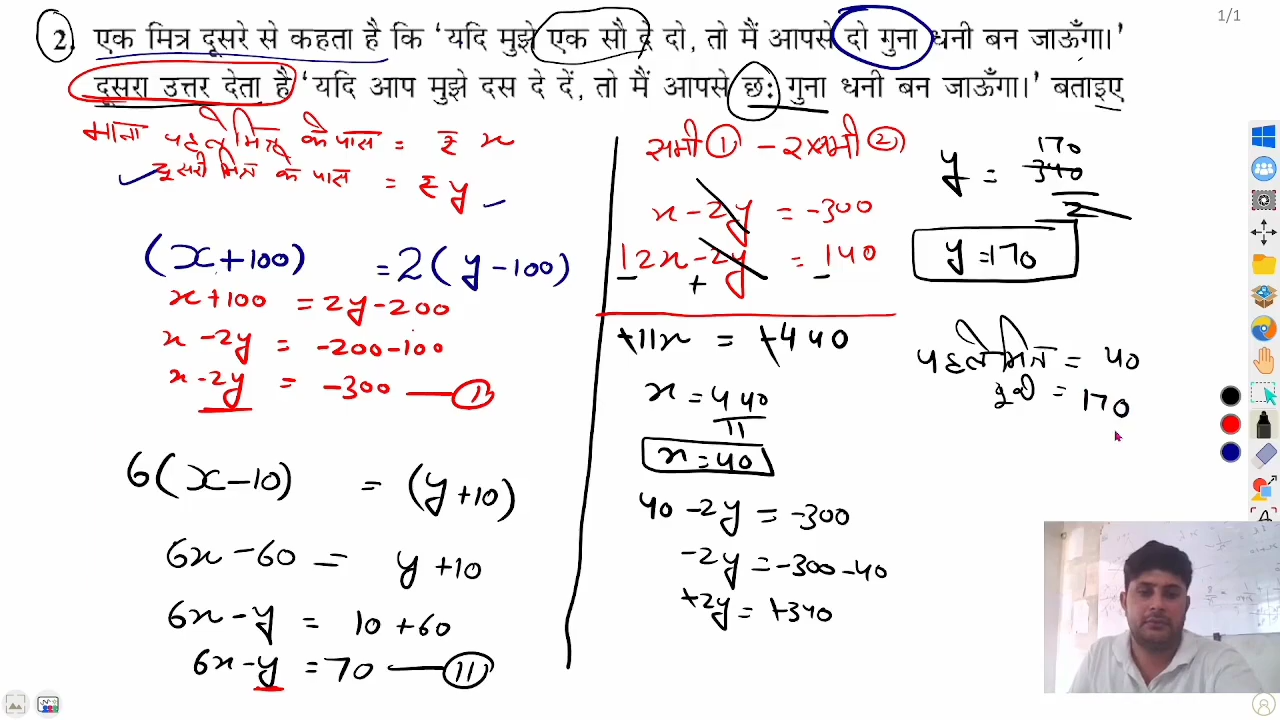 1/1
2. एक मित्र दूसरे से कहता है कि 'यदि मुझे एक सौ दे दो, तो मैं आपसे दो गुना धनी बन जाऊँगा।'
दूसरा उत्तर देता है 'यदि आप मुझे दस दे दें, तो मैं आपसे छः गुना धनी बन जाऊँगा।' बताइए
माना पहले मित्र के पास = ₹ x
दूसरे मित्र के पास = ₹ y
(x+100) = 2(y-100)
x+100 = 2y-200
x-2y = -200-100
x-2y = -300 —①
6(x-10) = (y+10)
6x-60 = y+10
6x-y = 10+60
6x-y = 70 —⑪
समी ① - 2×समी ②
x-2y = -300
12x-2y = 140
- + -
+11x = +440
x = 440
11
x = 40
40-2y = -300
-2y = -300-40
+2y = +340
170
y = 340
2
y=170
पहले मित्र = 40
= 170